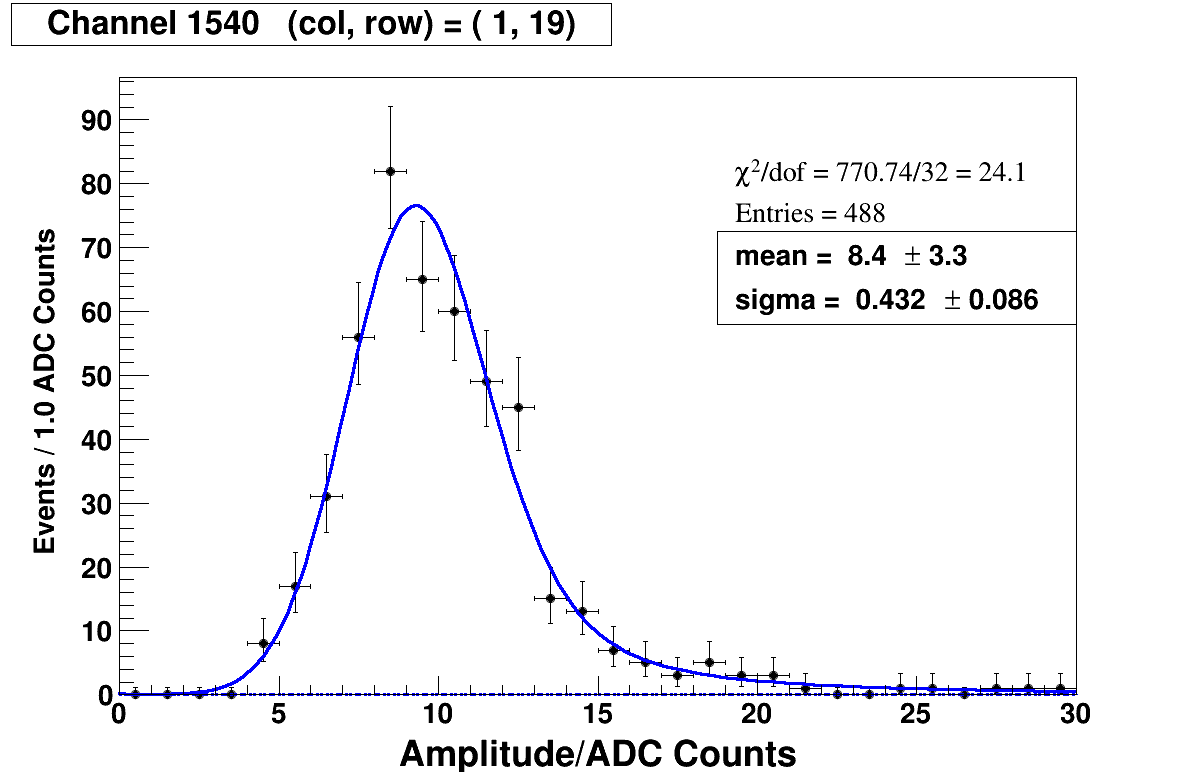 Channel 1540 (col, row) = ( 1, 19)
χ²/dof = 770.74/32 = 24.1
Entries = 488
mean = 8.4 ± 3.3
sigma = 0.432 ± 0.086
Events / 1.0 ADC Counts
90
80
70
60
50
40
30
20
10
0
0 5 10 15 20 25 30
Amplitude/ADC Counts